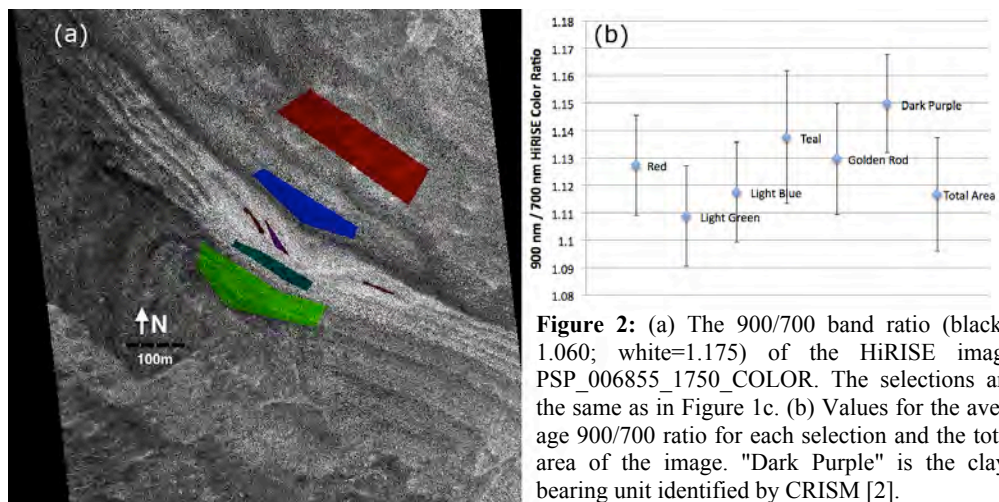 (a)
N
100m
(b)
900 nm / 700 nm HiRISE Color Ratio
1.18
1.17
1.16
1.15
1.14
1.13
1.12
1.11
1.1
1.09
1.08
Red
Light Green
Light Blue
Teal
Golden Rod
Dark Purple
Total Area
Figure 2: (a) The 900/700 band ratio (black
1.060; white=1.175) of the HiRISE imag
PSP_006855_1750_COLOR. The selections
the same as in Figure 1c. (b) Values for the ave
age 900/700 ratio for each selection and the tot
area of the image. "Dark Purple" is the clay
bearing unit identified by CRISM [2].